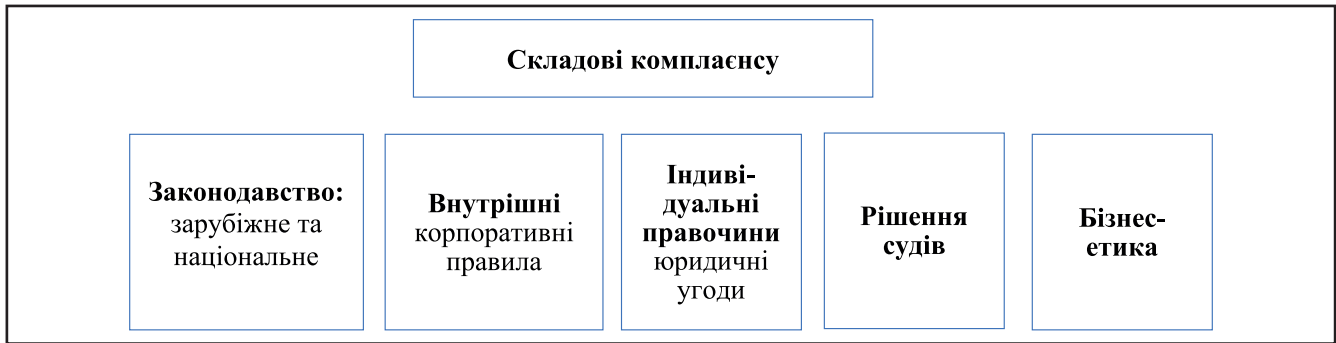 Складові комплаєнсу
Законодавство:
зарубіжне та
національне
Внутрішні
корпоративні
правила
Індиві-
дуальні
правочини
юридичні
угоди
Рішення
судів
Бізнес-
етика